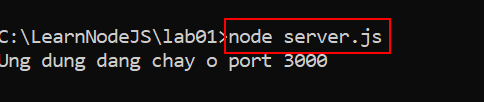 C:\LearnNodeJS\lab01>node server.js
Ung dung dang chay o port 3000